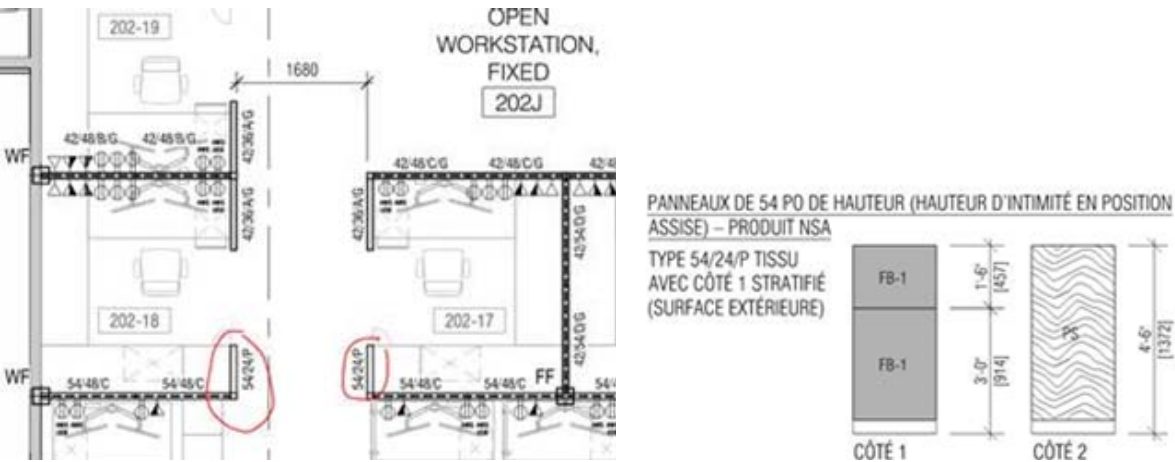 202-19
OPEN
WORKSTATION,
FIXED
202J
1680
42/48/B/G 42/48/B/G
42/36/A/G
WF
42/48/C/G 42/48/C/G
42/36/A/G
42/36/A/G
42/54/D/G
202-18
202-17
42/54/D/G
54/24/P
54/24/P
WF
54/48/C 54/48/C
54/48/C 54/48/C FF
PANNEAUX DE 54 PO DE HAUTEUR (HAUTEUR D'INTIMITÉ EN POSITION
ASSISE) – PRODUIT NSA
TYPE 54/24/P TISSU
AVEC CÔTÉ 1 STRATIFIÉ
(SURFACE EXTÉRIEURE)
FB-1
1'-6"
[457]
FB-1
3'-0"
[914]
4'-6"
[1372]
CÔTÉ 1
CÔTÉ 2